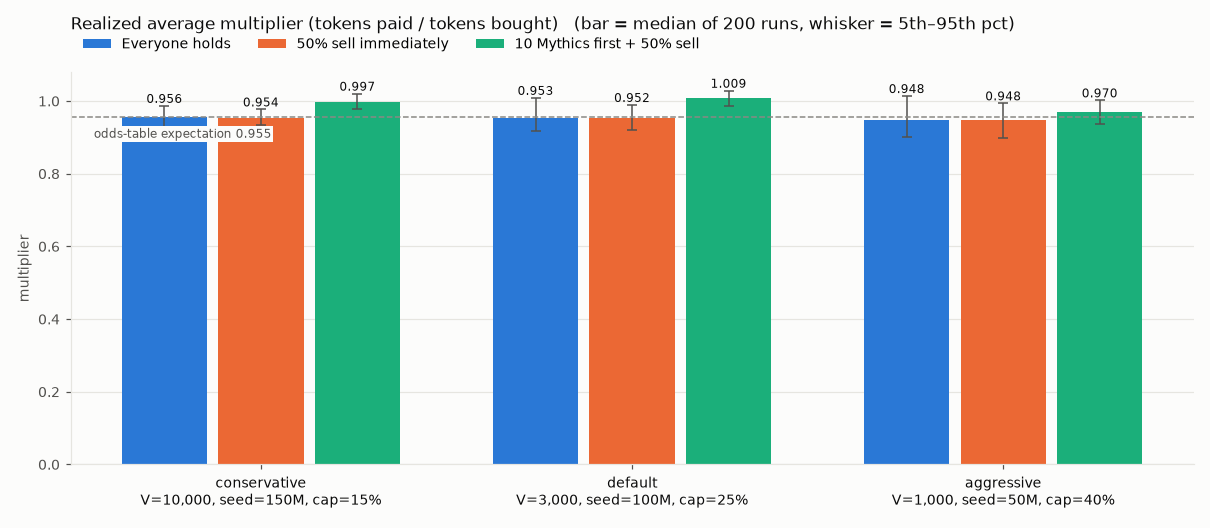 Realized average multiplier (tokens paid / tokens bought)   (bar = median of 200 runs, whisker = 5th–95th pct)
Everyone holds   50% sell immediately   10 Mythics first + 50% sell
multiplier
1.0
0.8
0.6
0.4
0.2
0.0
0.956   0.954   0.997   0.953   0.952   1.009   0.948   0.948   0.970
odds-table expectation 0.955
conservative   default   aggressive
V=10,000, seed=150M, cap=15%   V=3,000, seed=100M, cap=25%   V=1,000, seed=50M, cap=40%